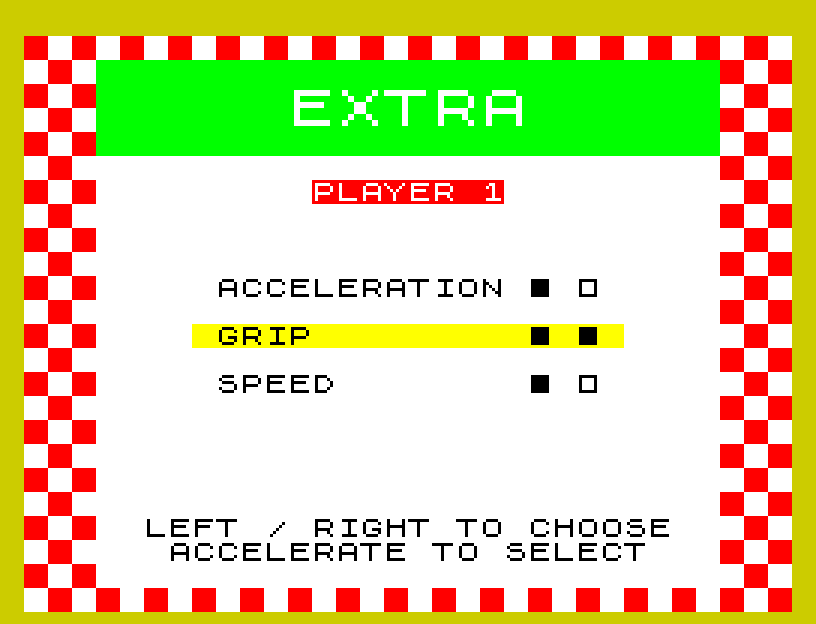 EXTRA
PLAYER 1
ACCELERATION
GRIP
SPEED
LEFT / RIGHT TO CHOOSE
ACCELERATE TO SELECT